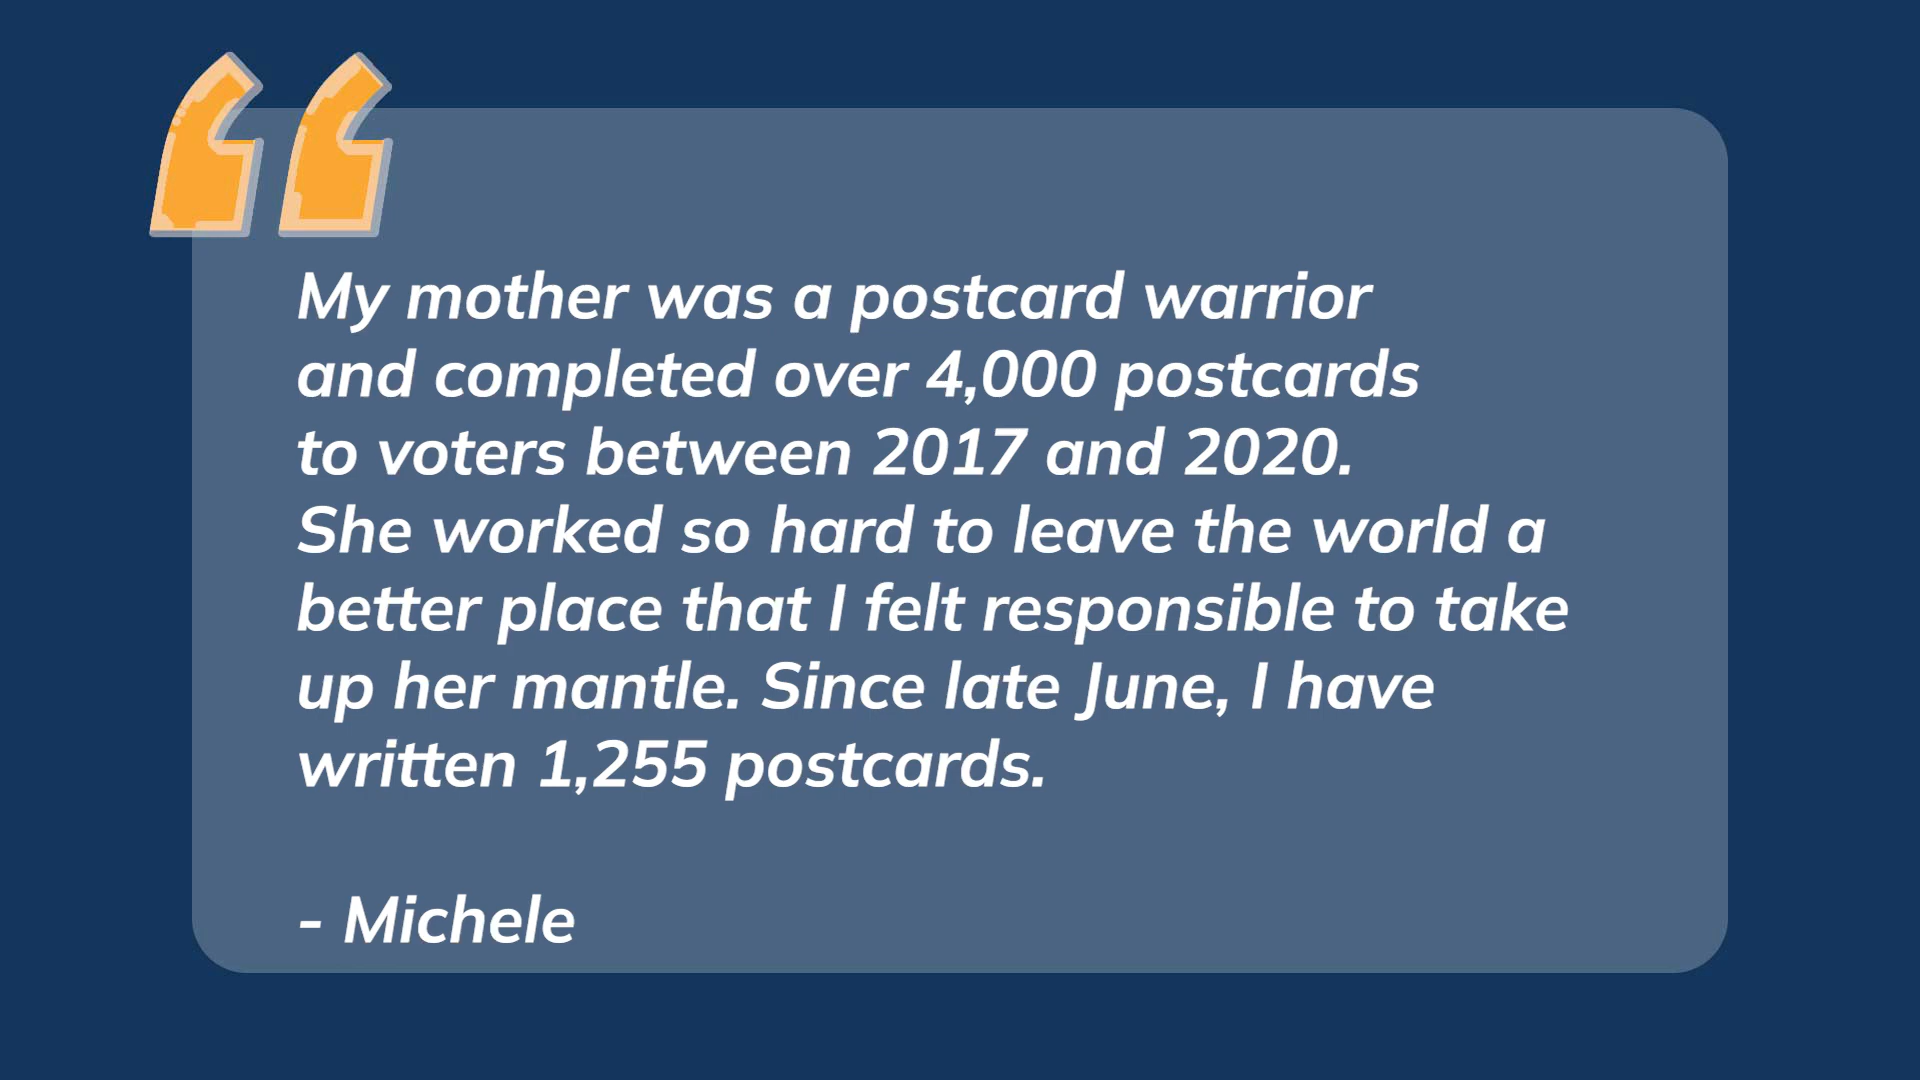 “
My mother was a postcard warrior
and completed over 4,000 postcards
to voters between 2017 and 2020.
She worked so hard to leave the world a
better place that I felt responsible to take
up her mantle. Since late June, I have
written 1,255 postcards.
- Michele